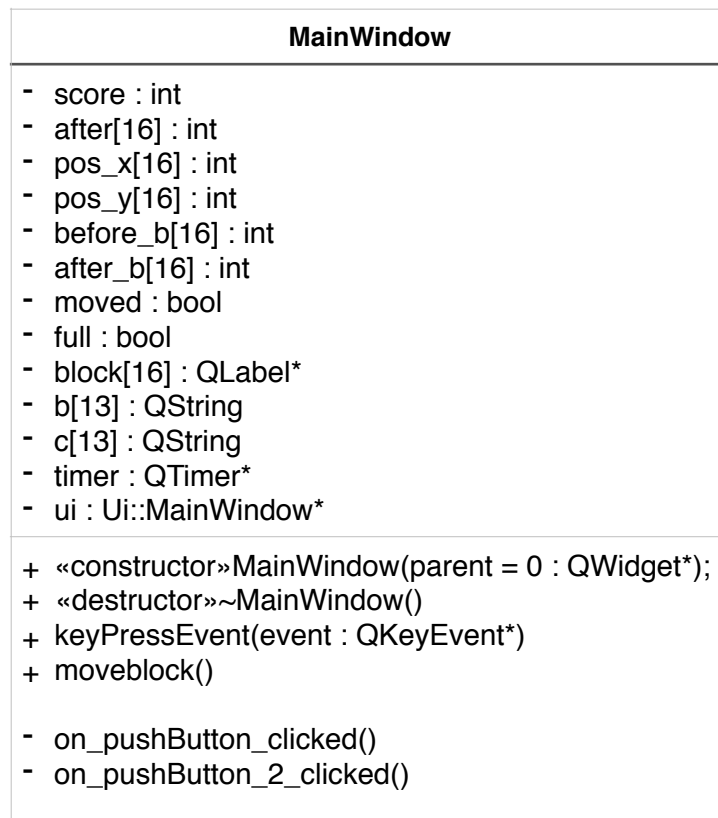 MainWindow
- score : int
- after[16] : int
- pos_x[16] : int
- pos_y[16] : int
- before_b[16] : int
- after_b[16] : int
- moved : bool
- full : bool
- block[16] : QLabel*
- b[13] : QString
- c[13] : QString
- timer : QTimer*
- ui : Ui::MainWindow*
+ «constructor»MainWindow(parent = 0 : QWidget*);
+ «destructor»~MainWindow()
+ keyPressEvent(event : QKeyEvent*)
+ moveblock()
- on_pushButton_clicked()
- on_pushButton_2_clicked()